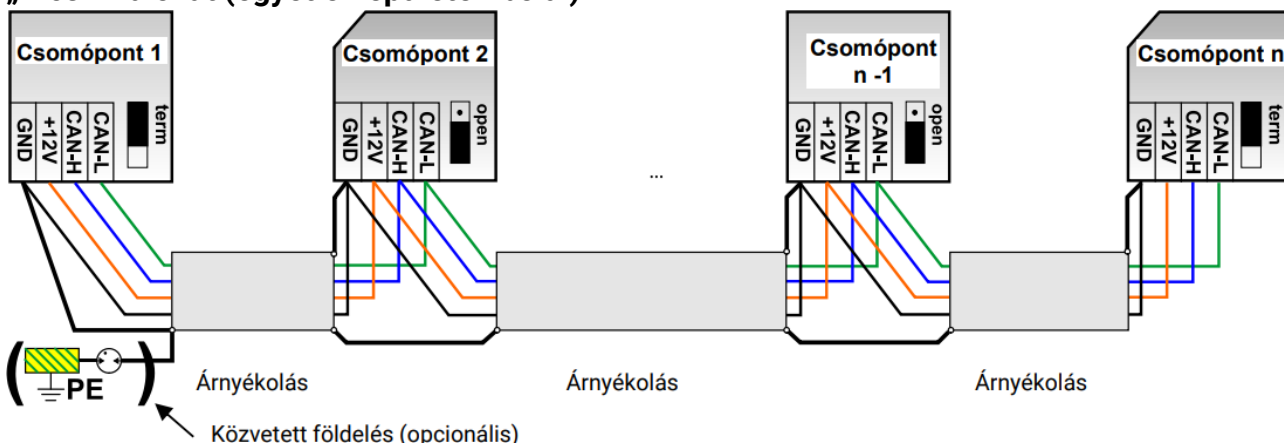 Csomópont 1
Csomópont 2
Csomópont
n -1
Csomópont n
GND
+12V
CAN-H
CAN-L
term
GND
+12V
CAN-H
CAN-L
open
GND
+12V
CAN-H
CAN-L
open
GND
+12V
CAN-H
CAN-L
term
...
( PE )
Árnyékolás
Árnyékolás
Árnyékolás
Közvetett földelés (opcionális)